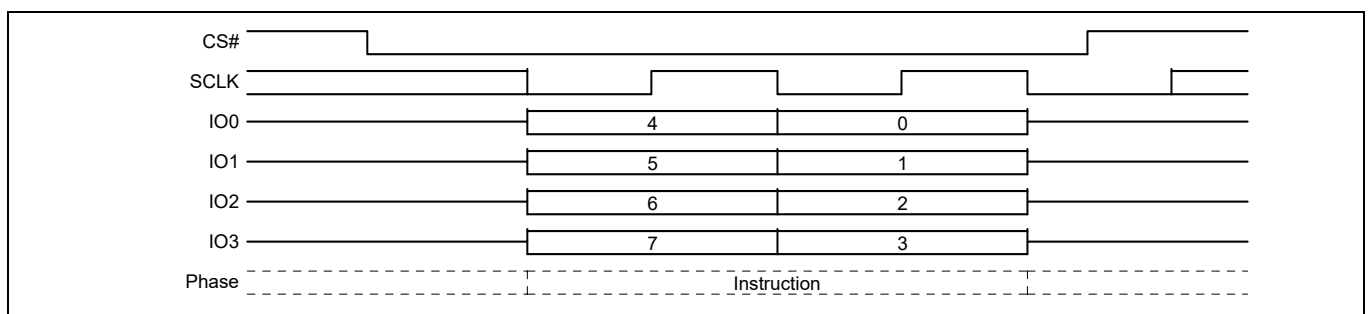 CS#
SCLK
IO0 4 0
IO1 5 1
IO2 6 2
IO3 7 3
Phase Instruction